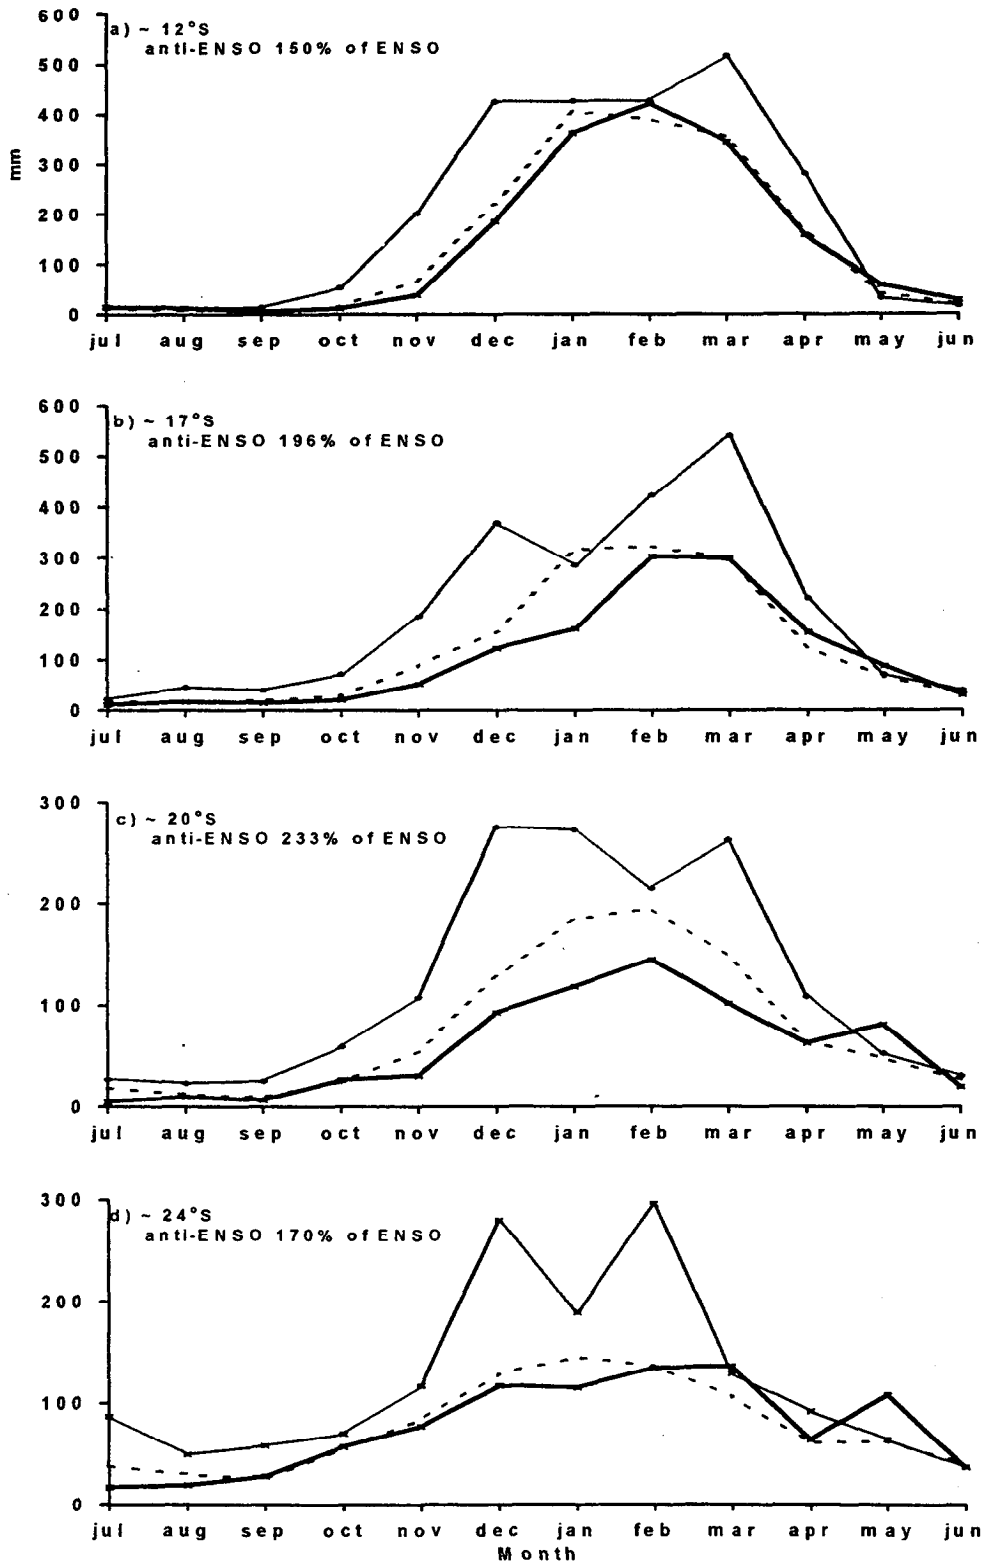 600
a) ~ 12°S
anti-ENSO 150% of ENSO
500
400
300
mm
200
100
0
jul aug sep oct nov dec jan feb mar apr may jun
600
b) ~ 17°S
anti-ENSO 196% of ENSO
500
400
300
200
100
0
jul aug sep oct nov dec jan feb mar apr may jun
300
c) ~ 20°S
anti-ENSO 233% of ENSO
200
100
0
jul aug sep oct nov dec jan feb mar apr may jun
300
d) ~ 24°S
anti-ENSO 170% of ENSO
200
100
0
jul aug sep oct nov dec jan feb mar apr may jun
Month